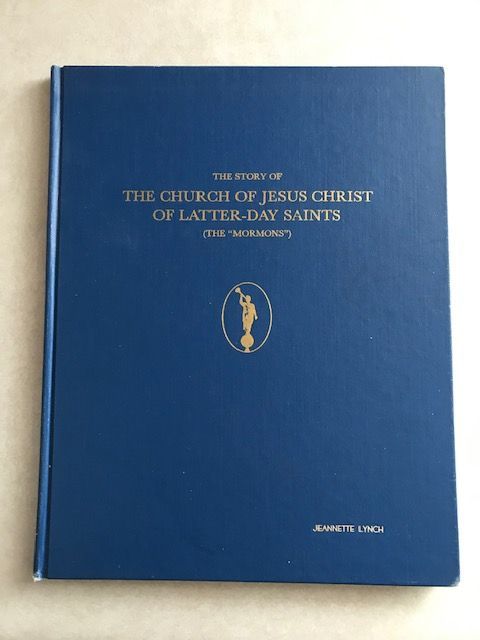 THE STORY OF
THE CHURCH OF JESUS CHRIST
OF LATTER-DAY SAINTS
(THE "MORMONS")
JEANNETTE LYNCH